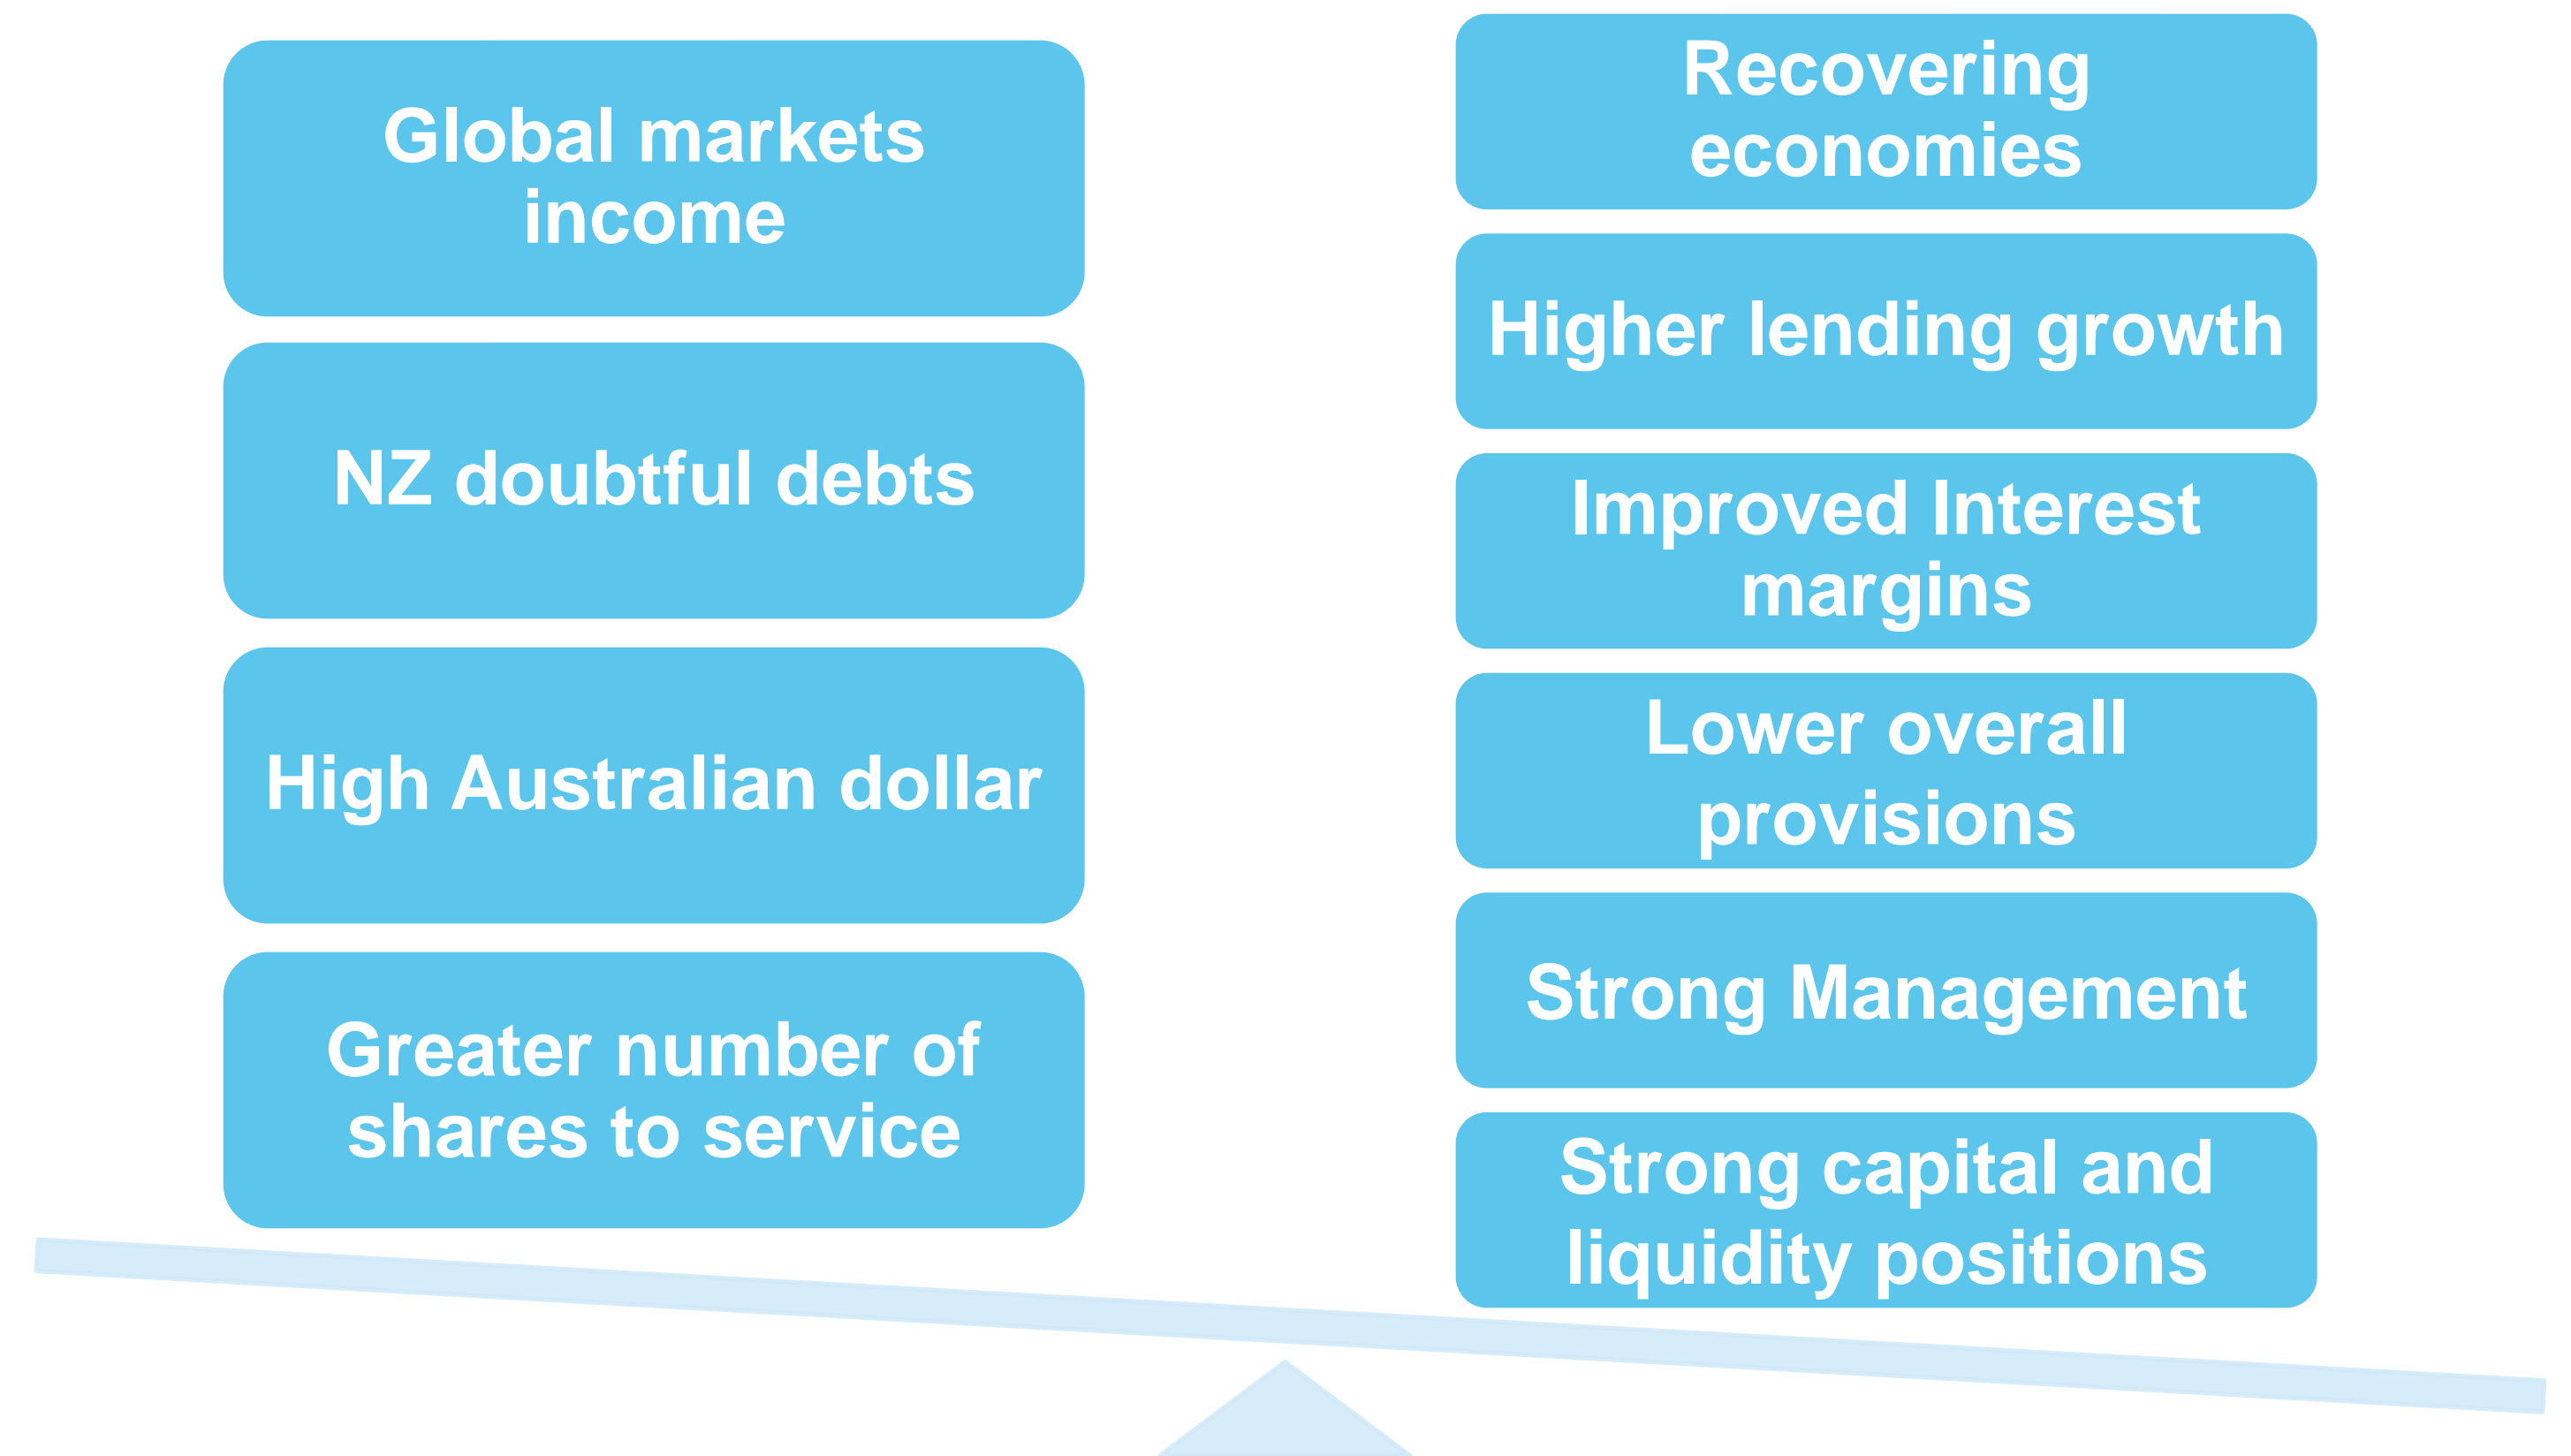 Global markets
income
NZ doubtful debts
High Australian dollar
Greater number of
shares to service
Recovering
economies
Higher lending growth
Improved Interest
margins
Lower overall
provisions
Strong Management
Strong capital and
liquidity positions